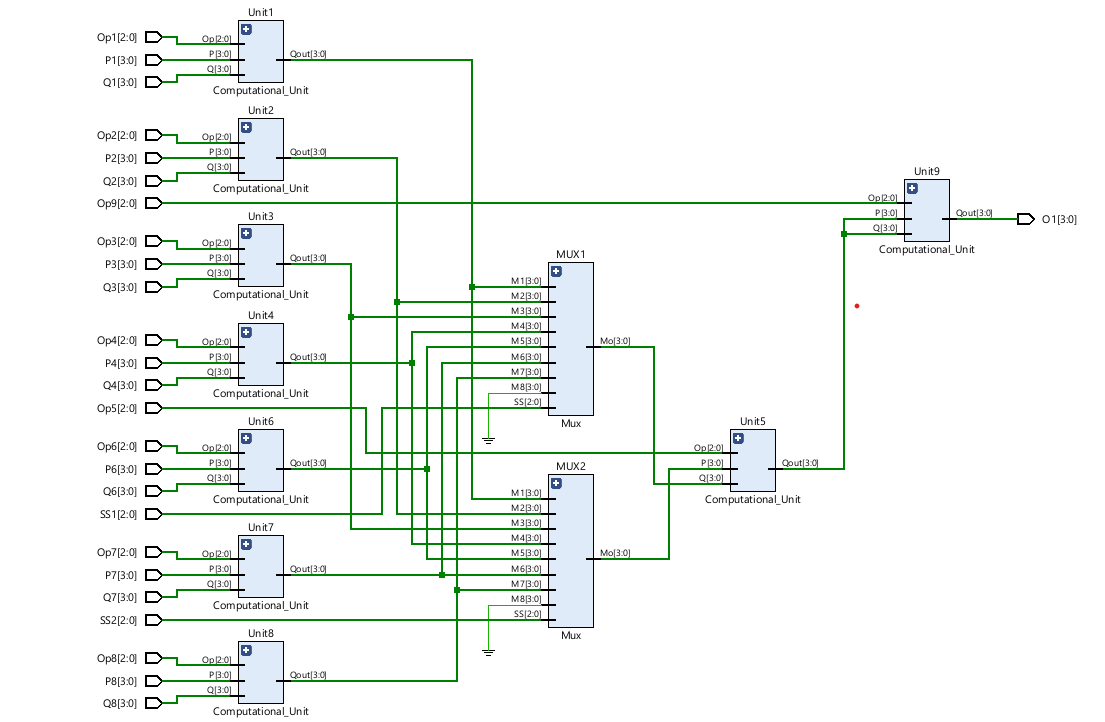 Unit1
Op1[2:0]
Op[2:0]
P1[3:0]
P[3:0]
Qout[3:0]
Q1[3:0]
Q[3:0]
Computational_Unit
Unit2
Op2[2:0]
Op[2:0]
P2[3:0]
P[3:0]
Qout[3:0]
Q2[3:0]
Q[3:0]
Computational_Unit
Op9[2:0]
Unit9
Op[2:0]
P[3:0]
Qout[3:0]
O1[3:0]
Q[3:0]
Computational_Unit
Unit3
Op3[2:0]
Op[2:0]
P3[3:0]
P[3:0]
Qout[3:0]
Q3[3:0]
Q[3:0]
Computational_Unit
MUX1
M1[3:0]
M2[3:0]
M3[3:0]
M4[3:0]
M5[3:0]
Mo[3:0]
M6[3:0]
M7[3:0]
M8[3:0]
SS[2:0]
Mux
Unit4
Op4[2:0]
Op[2:0]
P4[3:0]
P[3:0]
Qout[3:0]
Q4[3:0]
Q[3:0]
Computational_Unit
Op5[2:0]
Unit6
Op6[2:0]
Op[2:0]
P6[3:0]
P[3:0]
Qout[3:0]
Q6[3:0]
Q[3:0]
Computational_Unit
SS1[2:0]
Unit5
Op[2:0]
P[3:0]
Qout[3:0]
Q[3:0]
Computational_Unit
MUX2
M1[3:0]
M2[3:0]
M3[3:0]
M4[3:0]
M5[3:0]
Mo[3:0]
M6[3:0]
M7[3:0]
M8[3:0]
SS[2:0]
Mux
Unit7
Op7[2:0]
Op[2:0]
P7[3:0]
P[3:0]
Qout[3:0]
Q7[3:0]
Q[3:0]
Computational_Unit
SS2[2:0]
Unit8
Op8[2:0]
Op[2:0]
P8[3:0]
P[3:0]
Qout[3:0]
Q8[3:0]
Q[3:0]
Computational_Unit